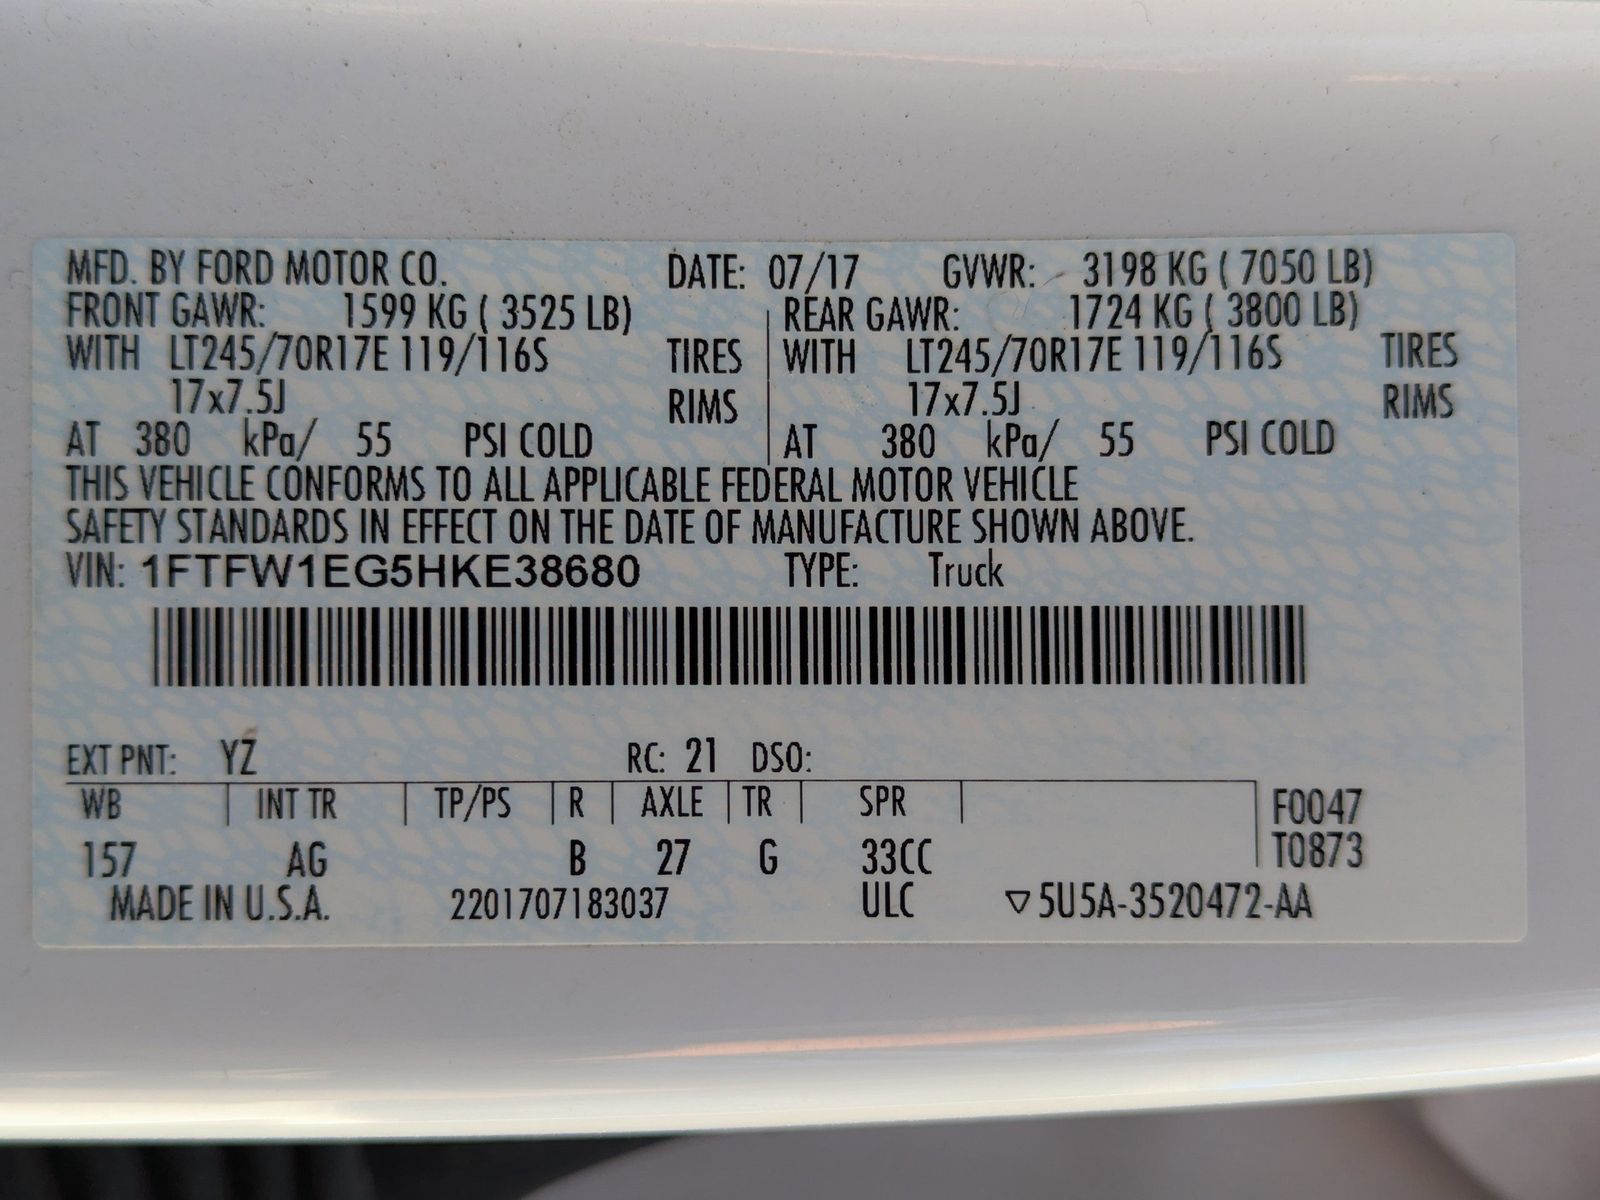 MFD. BY FORD MOTOR CO. DATE: 07/17 GVWR: 3198 KG ( 7050 LB)
FRONT GAWR: 1599 KG ( 3525 LB) REAR GAWR: 1724 KG ( 3800 LB)
WITH LT245/70R17E 119/116S TIRES WITH LT245/70R17E 119/116S TIRES
17x7.5J RIMS 17x7.5J RIMS
AT 380 kPa/ 55 PSI COLD AT 380 kPa/ 55 PSI COLD
THIS VEHICLE CONFORMS TO ALL APPLICABLE FEDERAL MOTOR VEHICLE
SAFETY STANDARDS IN EFFECT ON THE DATE OF MANUFACTURE SHOWN ABOVE.
VIN: 1FTFW1EG5HKE38680 TYPE: Truck
EXT PNT: YZ RC: 21 DSO:
WB INT TR TP/PS R AXLE TR SPR F0047
T0873
157 AG B 27 G 33CC
MADE IN U.S.A. 2201707183037 ULC ▽5U5A-3520472-AA